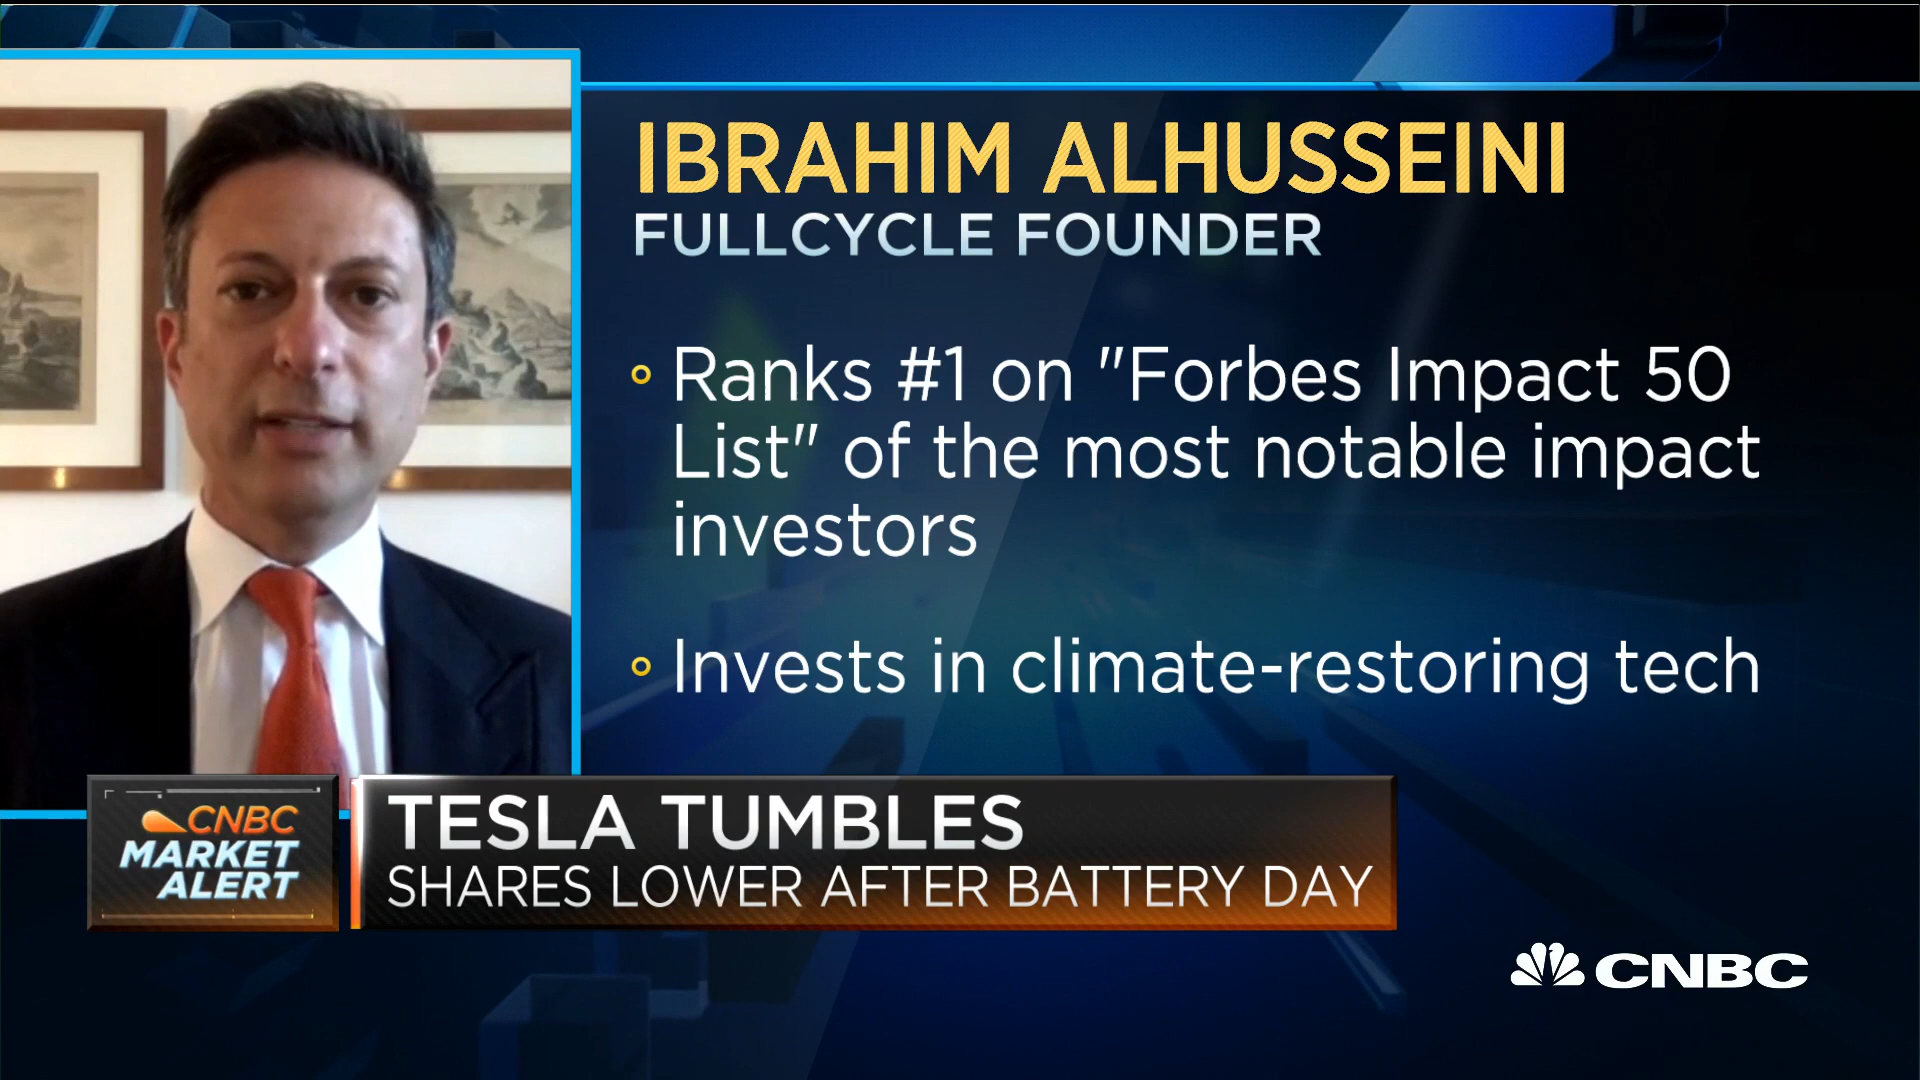 IBRAHIM ALHUSSEINI
FULLCYCLE FOUNDER
Ranks #1 on "Forbes Impact 50
List" of the most notable impact
investors
Invests in climate-restoring tech
CNBC
MARKET
ALERT
TESLA TUMBLES
SHARES LOWER AFTER BATTERY DAY
CNBC